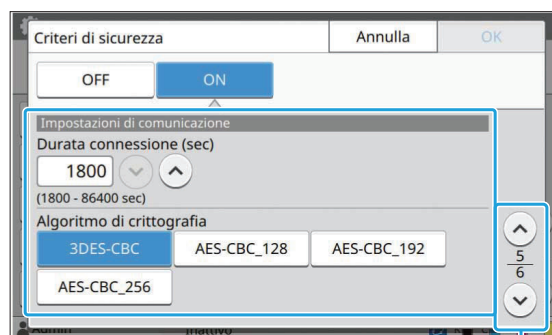 Criteri di sicurezza Annulla OK
OFF ON
Impostazioni di comunicazione
Durata connessione (sec)
1800
(1800 - 86400 sec)
Algoritmo di crittografia
3DES-CBC AES-CBC_128 AES-CBC_192
5
6
AES-CBC_256
Admin Inattivo